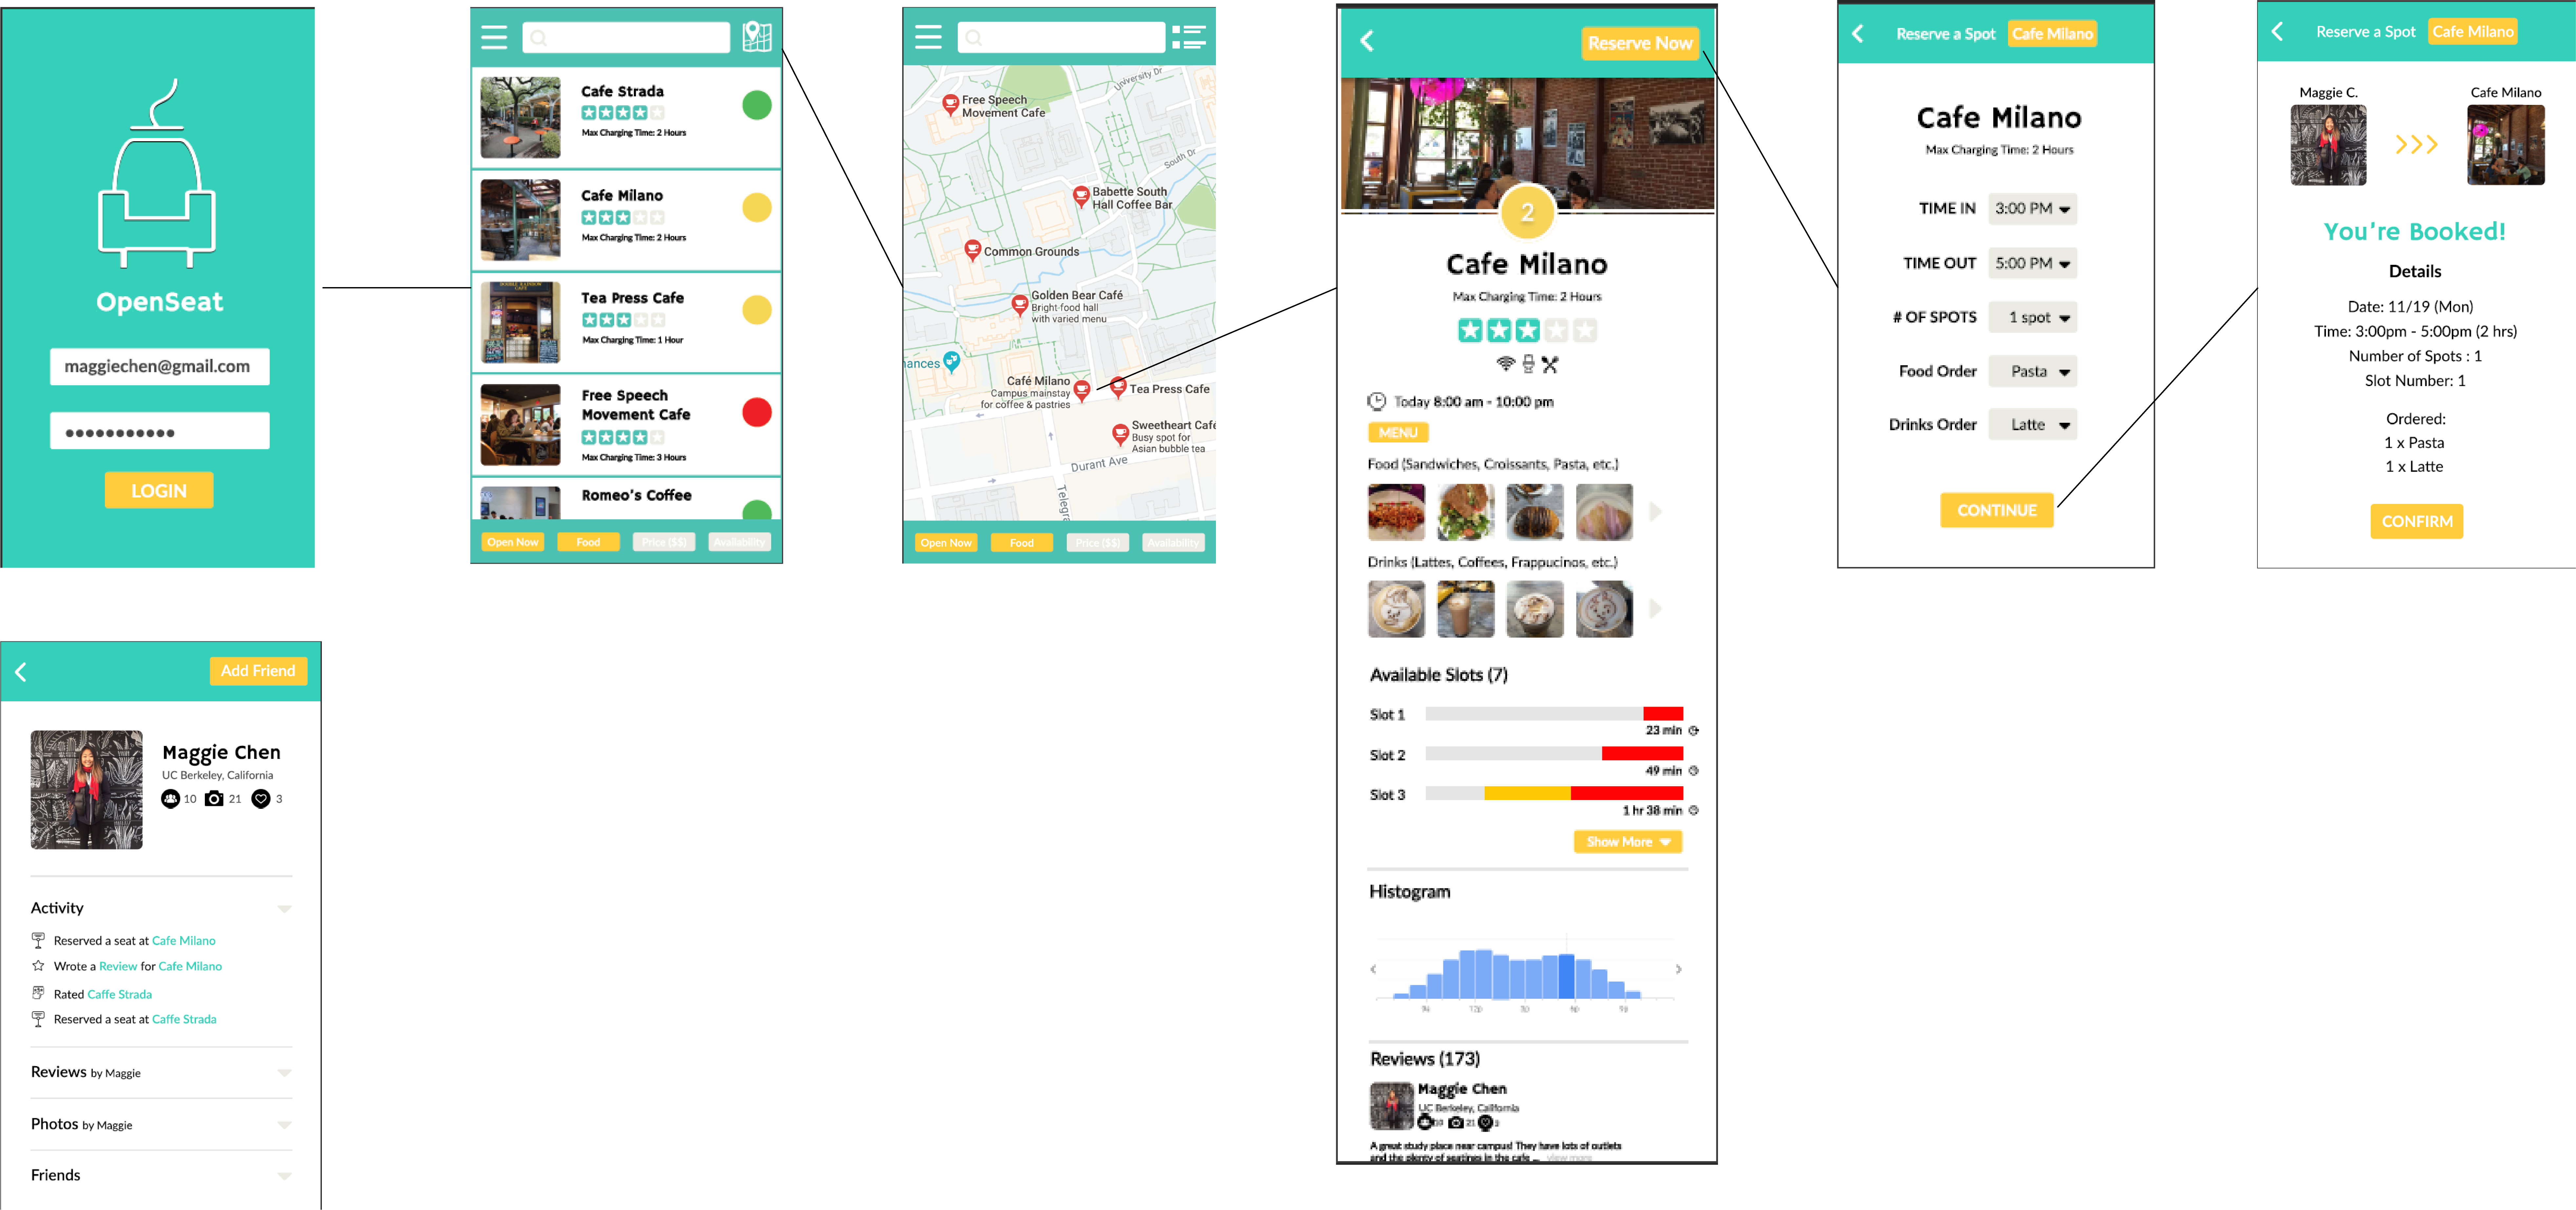 OpenSeat
maggiechen@gmail.com
LOGIN
Cafe Strada
Max Charging Time: 2 Hours
Cafe Milano
Max Charging Time: 2 Hours
Tea Press Cafe
Max Charging Time: 1 Hour
Free Speech
Movement Cafe
Max Charging Time: 3 Hours
Romeo's Coffee
Open Now
Food
Price ($$)
Availability
University Dr
Free Speech
Movement Cafe
South Dr
Babette South
Hall Coffee Bar
Common Grounds
Golden Bear Café
Bright food hall
with varied menu
Café Milano
Campus mainstay
for coffee & pastries
Tea Press Cafe
Sweetheart Café
Busy spot for
Asian bubble tea
Durant Ave
Open Now
Food
Price ($$)
Availability
Reserve Now
2
Cafe Milano
Max Charging Time: 2 Hours
Today 8:00 am - 10:00 pm
MENU
Food (Sandwiches, Croissants, Pasta, etc.)
Drinks (Lattes, Coffees, Frappucinos, etc.)
Available Slots (7)
Slot 1
23 min
Slot 2
49 min
Slot 3
1 hr 38 min
Show More
Histogram
12p
Reviews (173)
Maggie Chen
UC Berkeley, California
21
A great study place near campus! They have lots of outlets
and the plenty of seatings in the cafe ... view more
Reserve a Spot Cafe Milano
Cafe Milano
Max Charging Time: 2 Hours
TIME IN 3:00 PM
TIME OUT 5:00 PM
# OF SPOTS 1 spot
Food Order Pasta
Drinks Order Latte
CONTINUE
Reserve a Spot Cafe Milano
Maggie C. Cafe Milano
You're Booked!
Details
Date: 11/19 (Mon)
Time: 3:00pm - 5:00pm (2 hrs)
Number of Spots : 1
Slot Number: 1
Ordered:
1 x Pasta
1 x Latte
CONFIRM
Add Friend
Maggie Chen
UC Berkeley, California
10 21 3
Activity
Reserved a seat at Cafe Milano
Wrote a Review for Cafe Milano
Rated Caffe Strada
Reserved a seat at Caffe Strada
Reviews by Maggie
Photos by Maggie
Friends